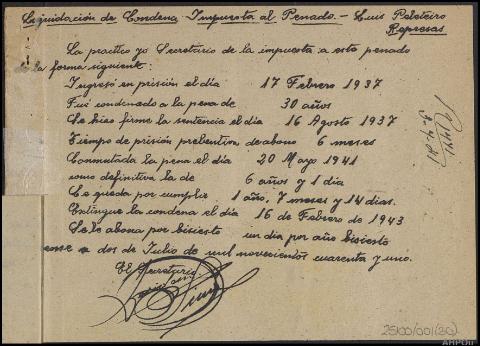 Liquidación de Condena Impuesta al Penado.- Luis Peleteiro
Represas
La practico yo Secretario de la impuesta a este penado
de la forma siguiente:
Ingresó en prisión el día 17 Febrero 1937
Fué condenado a la pena de 30 años
Se hizo firme la sentencia el día 16 Agosto 1937
Tiempo de prisión prebentiva de abono 6 meses
Conmutada la pena el día 20 Mayo 1941
como definitiva la de 6 años y 1 día
Le queda por cumplir 1 año, 7 meses y 14 días.
Extingue la condena el día 16 de Febrero de 1943
Se le abona por bisiesto un día por año bisiesto
a dos de Julio de mil novecientos cuarenta y uno.
El Secretario
25100/001(20)
AHPOu